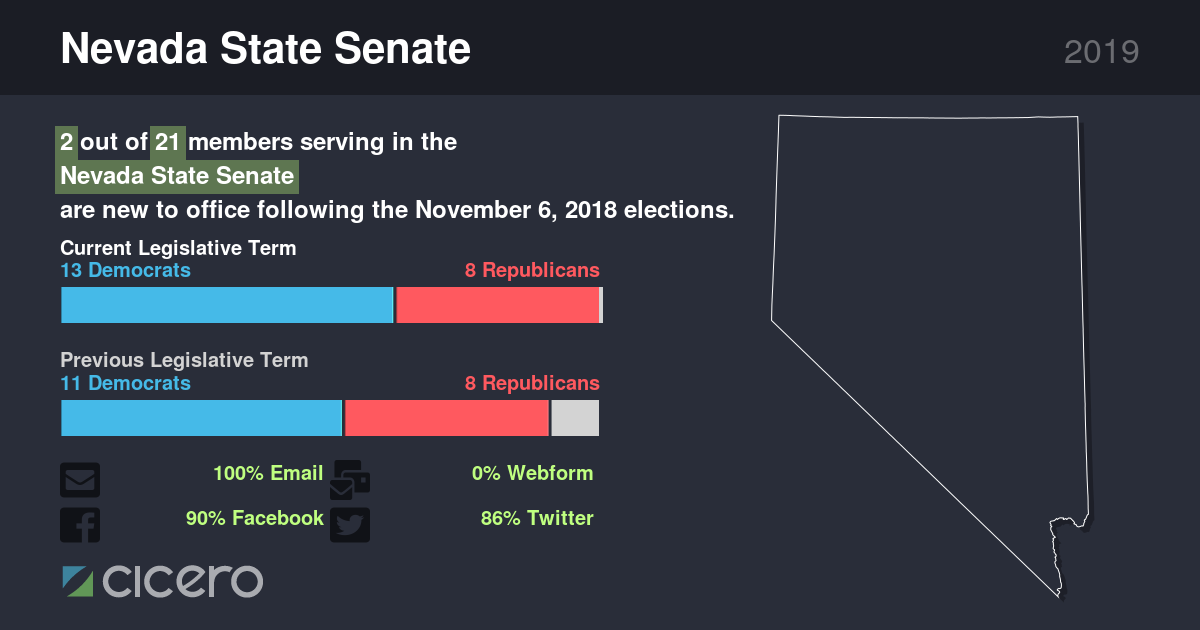 Nevada State Senate
2019
2 out of 21 members serving in the
Nevada State Senate
are new to office following the November 6, 2018 elections.
Current Legislative Term
13 Democrats
8 Republicans
Previous Legislative Term
11 Democrats
8 Republicans
100% Email
0% Webform
90% Facebook
86% Twitter
cicero